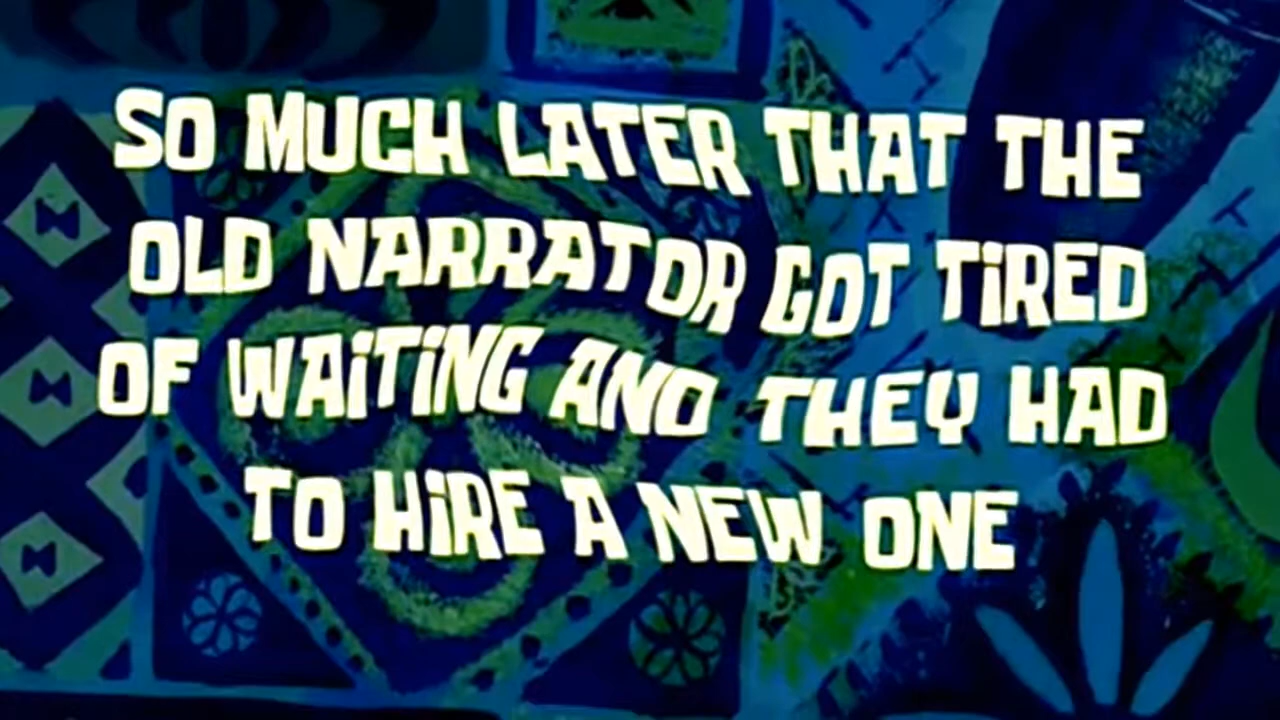 SO MUCH LATER THAT THE
OLD NARRATOR GOT TiRED
OF WAiTiNG AND THEY HAD
TO HiRE A NEW ONE